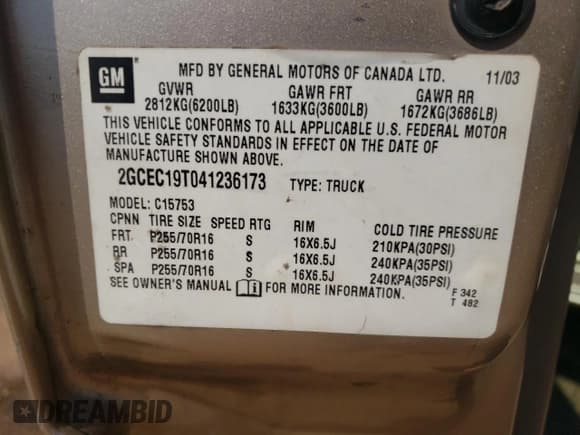 GM
MFD BY GENERAL MOTORS OF CANADA LTD. 11/03
GVWR GAWR FRT GAWR RR
2812KG(6200LB) 1633KG(3600LB) 1672KG(3686LB)
THIS VEHICLE CONFORMS TO ALL APPLICABLE U.S. FEDERAL MOTOR
VEHICLE SAFETY STANDARDS IN EFFECT ON THE DATE OF
MANUFACTURE SHOWN ABOVE.
2GCEC19T041236173 TYPE: TRUCK
MODEL: C15753
CPNN TIRE SIZE SPEED RTG RIM COLD TIRE PRESSURE
FRT P255/70R16 S 16X6.5J 210KPA(30PSI)
RR P255/70R16 S 16X6.5J 240KPA(35PSI)
SPA P255/70R16 S 16X6.5J 240KPA(35PSI)
SEE OWNER'S MANUAL FOR MORE INFORMATION.
F 342
T 482
DREAMBID